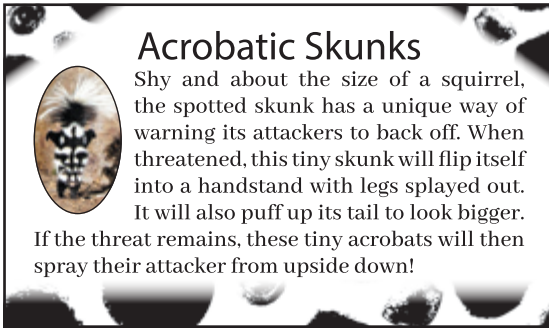 Acrobatic Skunks
Shy and about the size of a squirrel,
the spotted skunk has a unique way of
warning its attackers to back off. When
threatened, this tiny skunk will flip itself
into a handstand with legs splayed out.
It will also puff up its tail to look bigger.
If the threat remains, these tiny acrobats will then
spray their attacker from upside down!